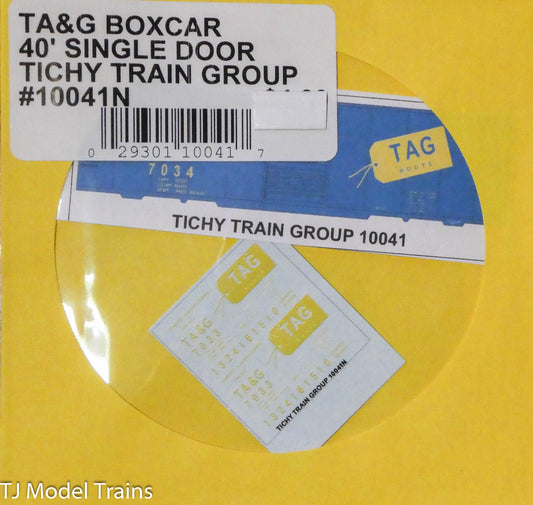 TA&G BOXCAR
40' SINGLE DOOR
TICHY TRAIN GROUP
#10041N
0 29301 10041 7
7034
TAG
ROUTE
TICHY TRAIN GROUP 10041
TAG
TA&G
TAG
TA&G
TICHY TRAIN GROUP 10041N
TJ Model Trains